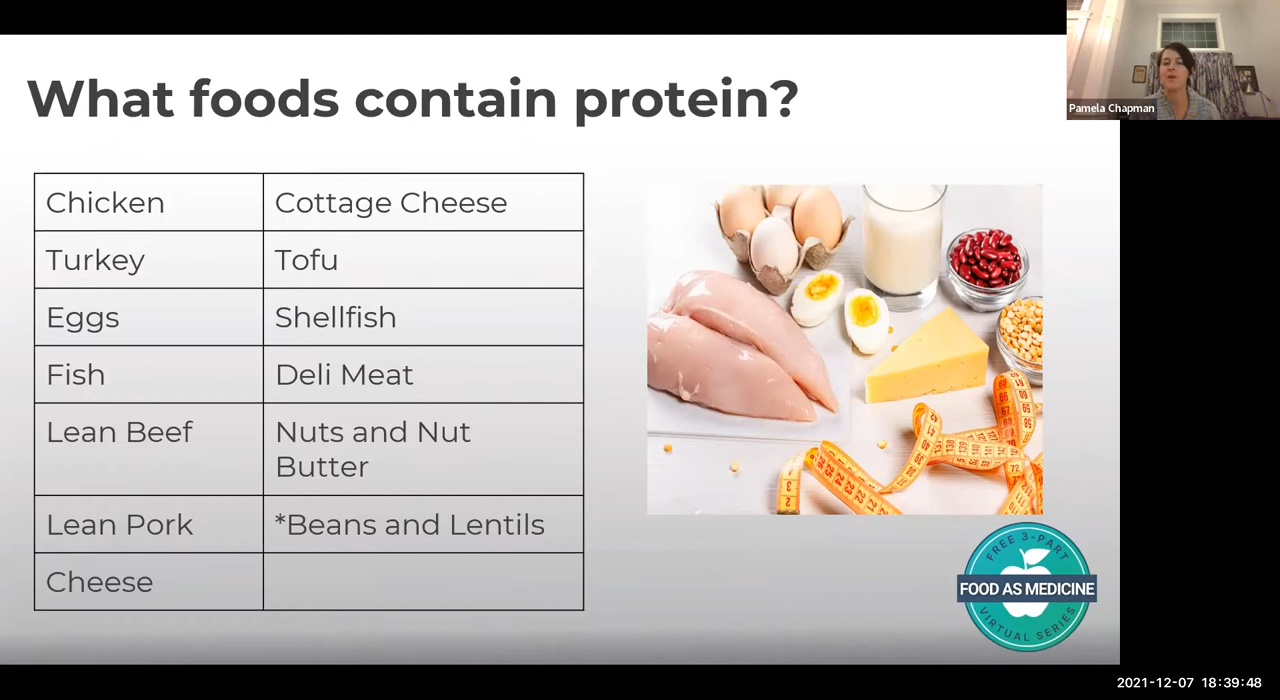 What foods contain protein?
Pamela Chapman
Chicken
Cottage Cheese
Turkey
Tofu
Eggs
Shellfish
Fish
Deli Meat
Lean Beef
Nuts and Nut
Butter
Lean Pork
*Beans and Lentils
Cheese
FREE 3-PART
FOOD AS MEDICINE
VIRTUAL SERIES
2021-12-07 18:39:48